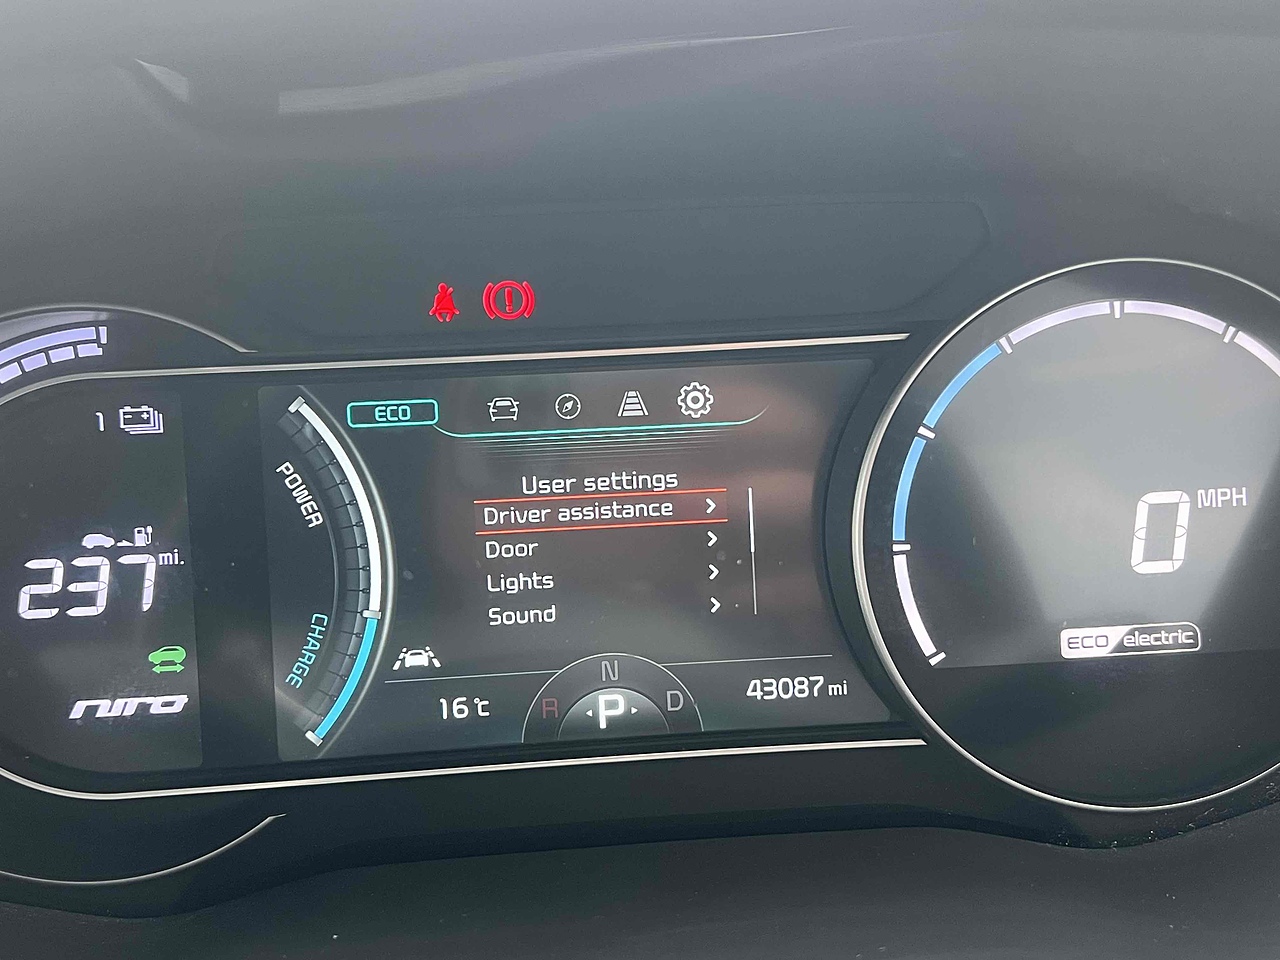 1
237 mi.
niro
POWER
CHARGE
ECO
User settings
Driver assistance
Door
Lights
Sound
16°C
R
N
P
D
43087 mi
0 MPH
ECO electric